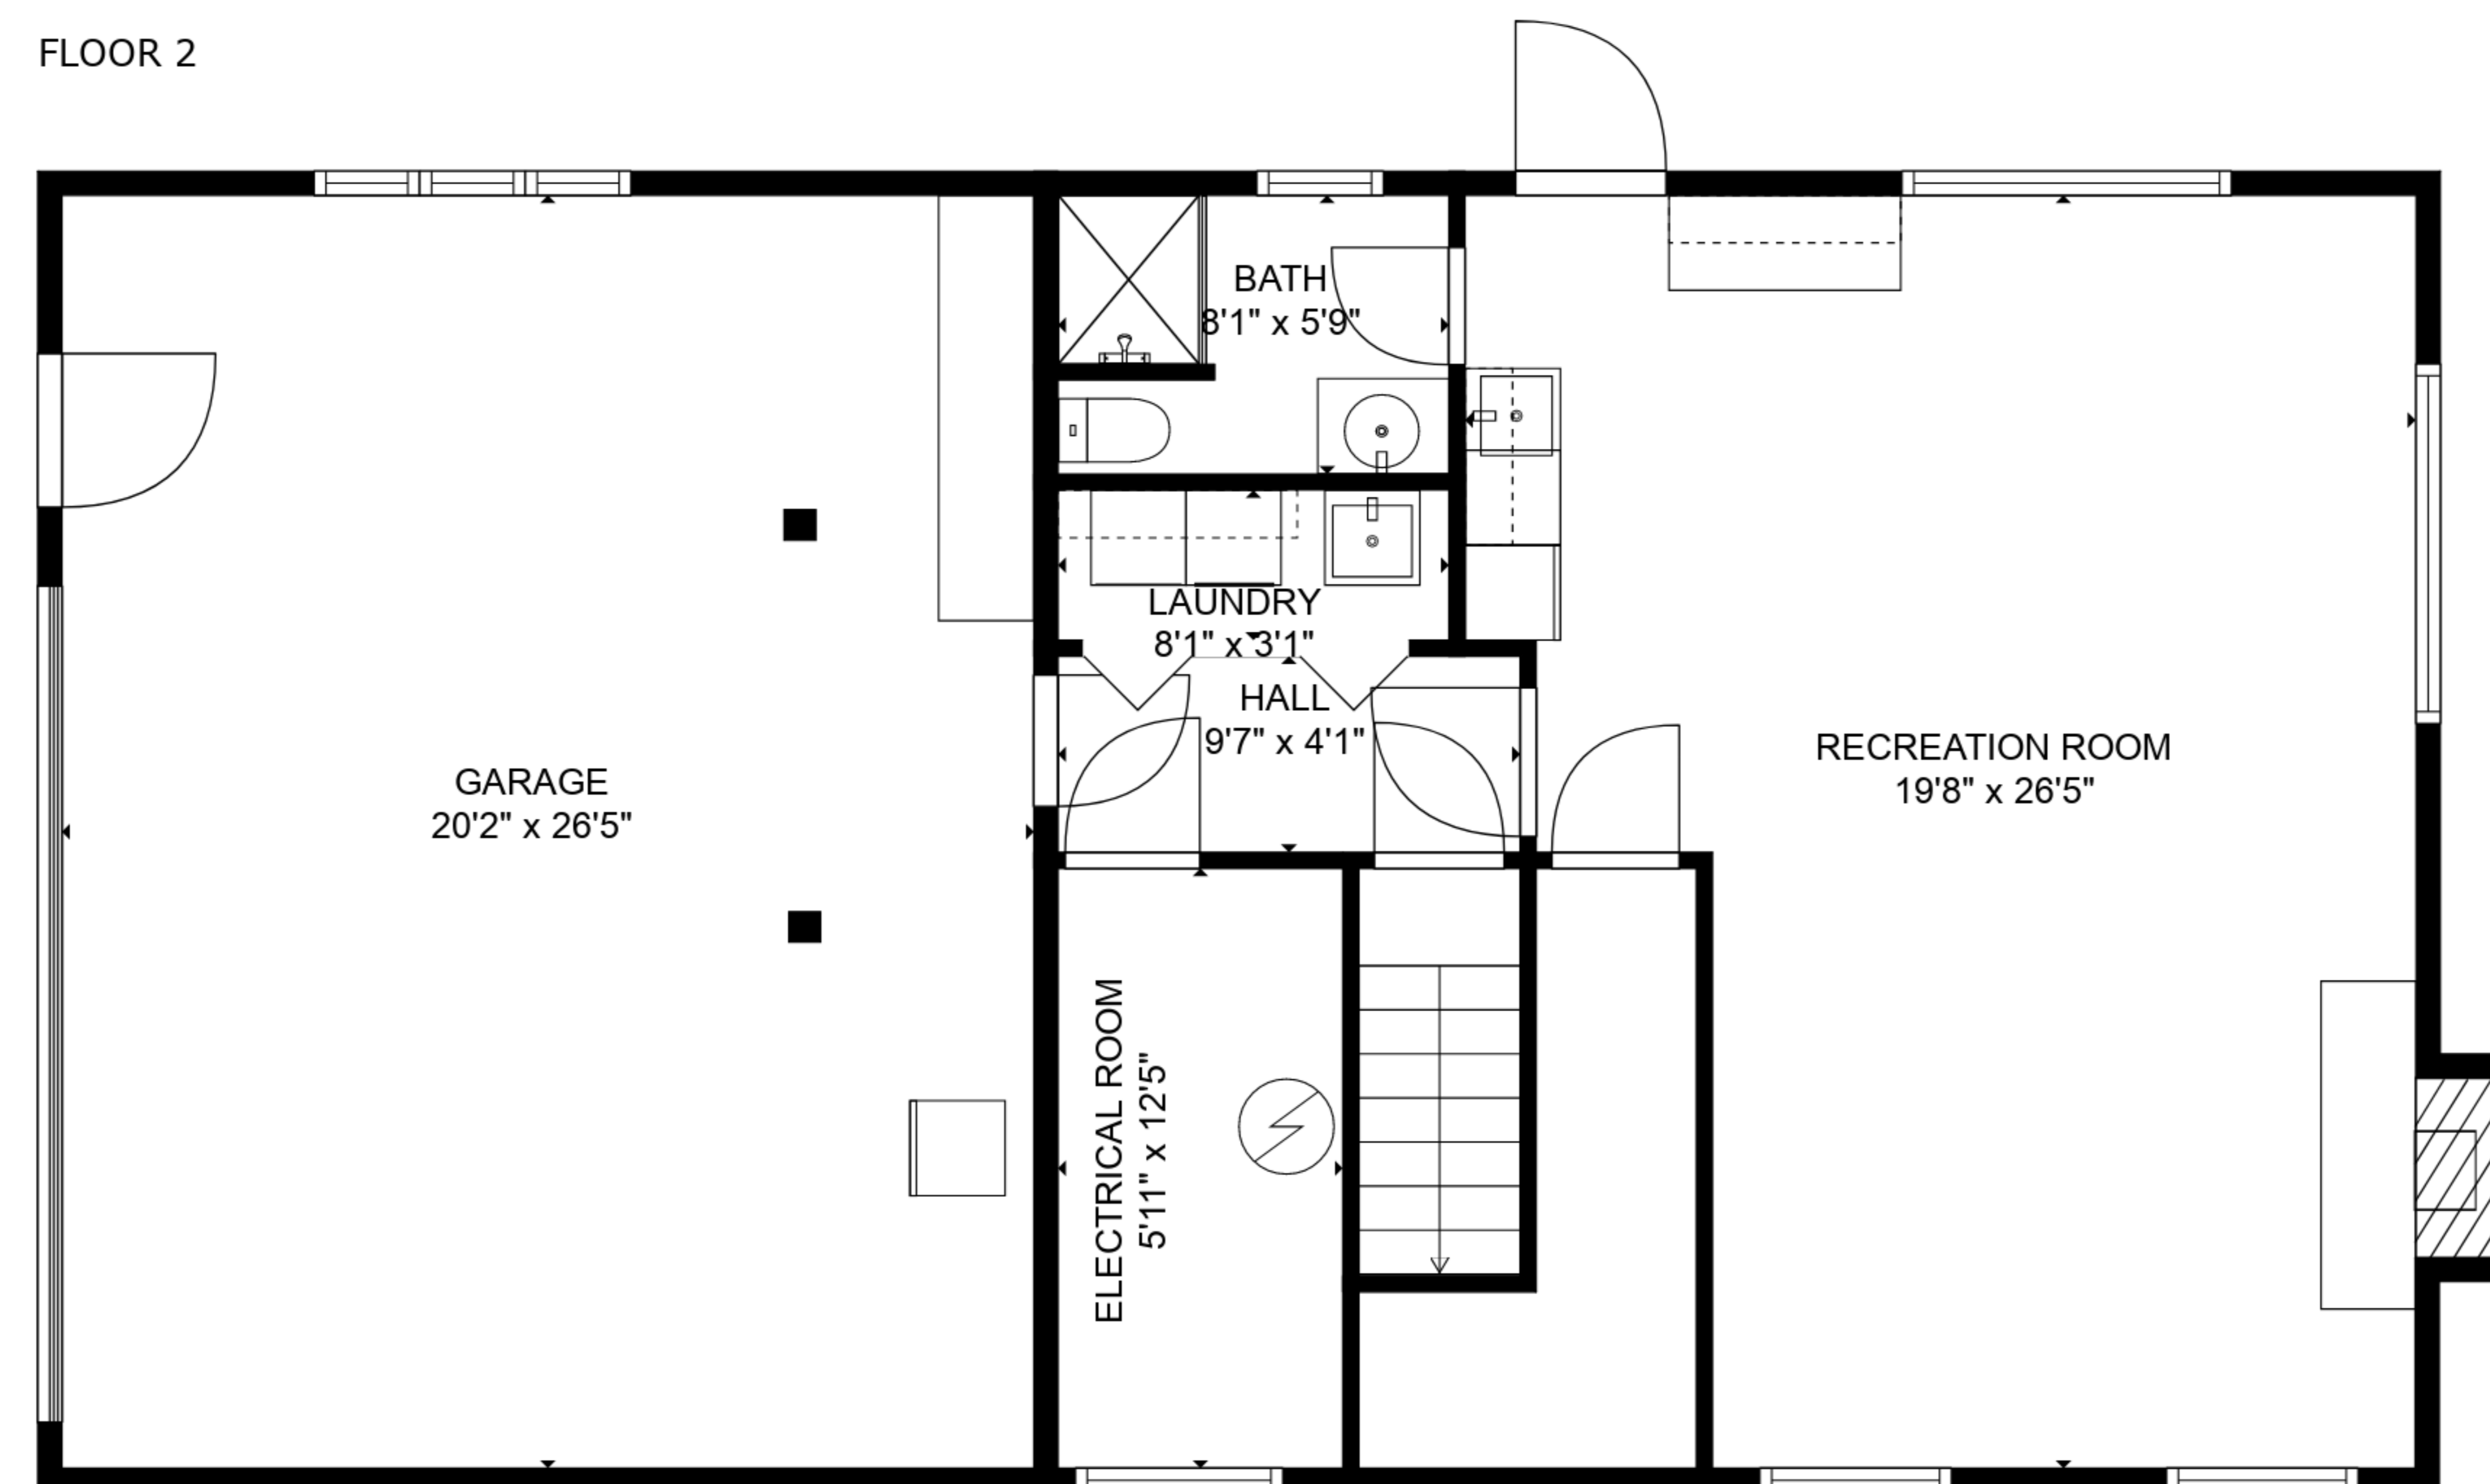 FLOOR 2
BATH
8'1" x 5'9"
LAUNDRY
8'1" x 3'1"
HALL
9'7" x 4'1"
GARAGE
20'2" x 26'5"
RECREATION ROOM
19'8" x 26'5"
ELECTRICAL ROOM
5'11" x 12'5"